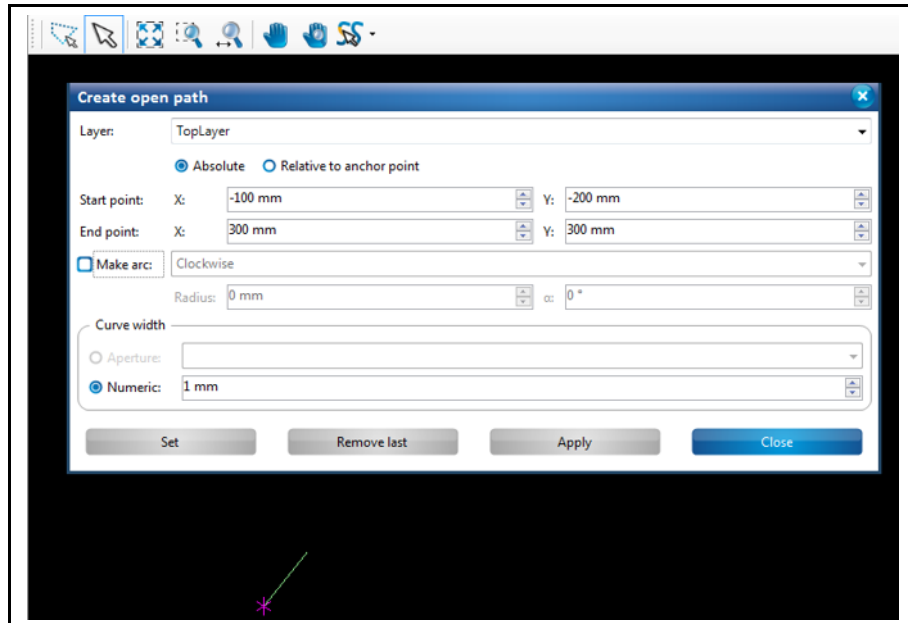 Create open path
Layer: TopLayer
Absolute Relative to anchor point
Start point: X: -100 mm Y: -200 mm
End point: X: 300 mm Y: 300 mm
Make arc: Clockwise
Radius: 0 mm α: 0 °
Curve width
Aperture:
Numeric: 1 mm
Set Remove last Apply Close